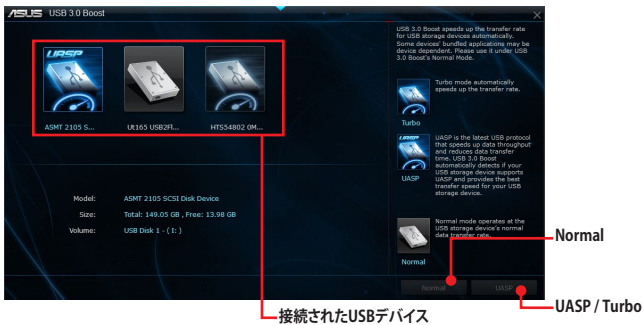 ASUS USB 3.0 Boost
UASP
ASMT 2105 S...
Ut165 USB2Fl...
HTS54802 0M...
Model: ASMT 2105 SCSI Disk Device
Size: Total: 149.05 GB , Free: 13.98 GB
Volume: USB Disk 1 - ( I: )
USB 3.0 Boost speeds up the transfer rate
for USB storage devices automatically.
Some devices' bundled applications may be
device dependent. Please use it under USB
3.0 Boost's Normal Mode.
Turbo mode automatically
speeds up the transfer rate.
Turbo
UASP
UASP is the latest USB protocol
that speeds up data throughput
and reduces data transfer
time. USB 3.0 Boost
automatically detects if your
USB storage device supports
UASP and provides the best
transfer speed for your USB
storage device.
UASP
Normal mode operates at the
USB storage device's normal
data transfer rate.
Normal
Normal
UASP
Normal
UASP / Turbo
接続されたUSBデバイス